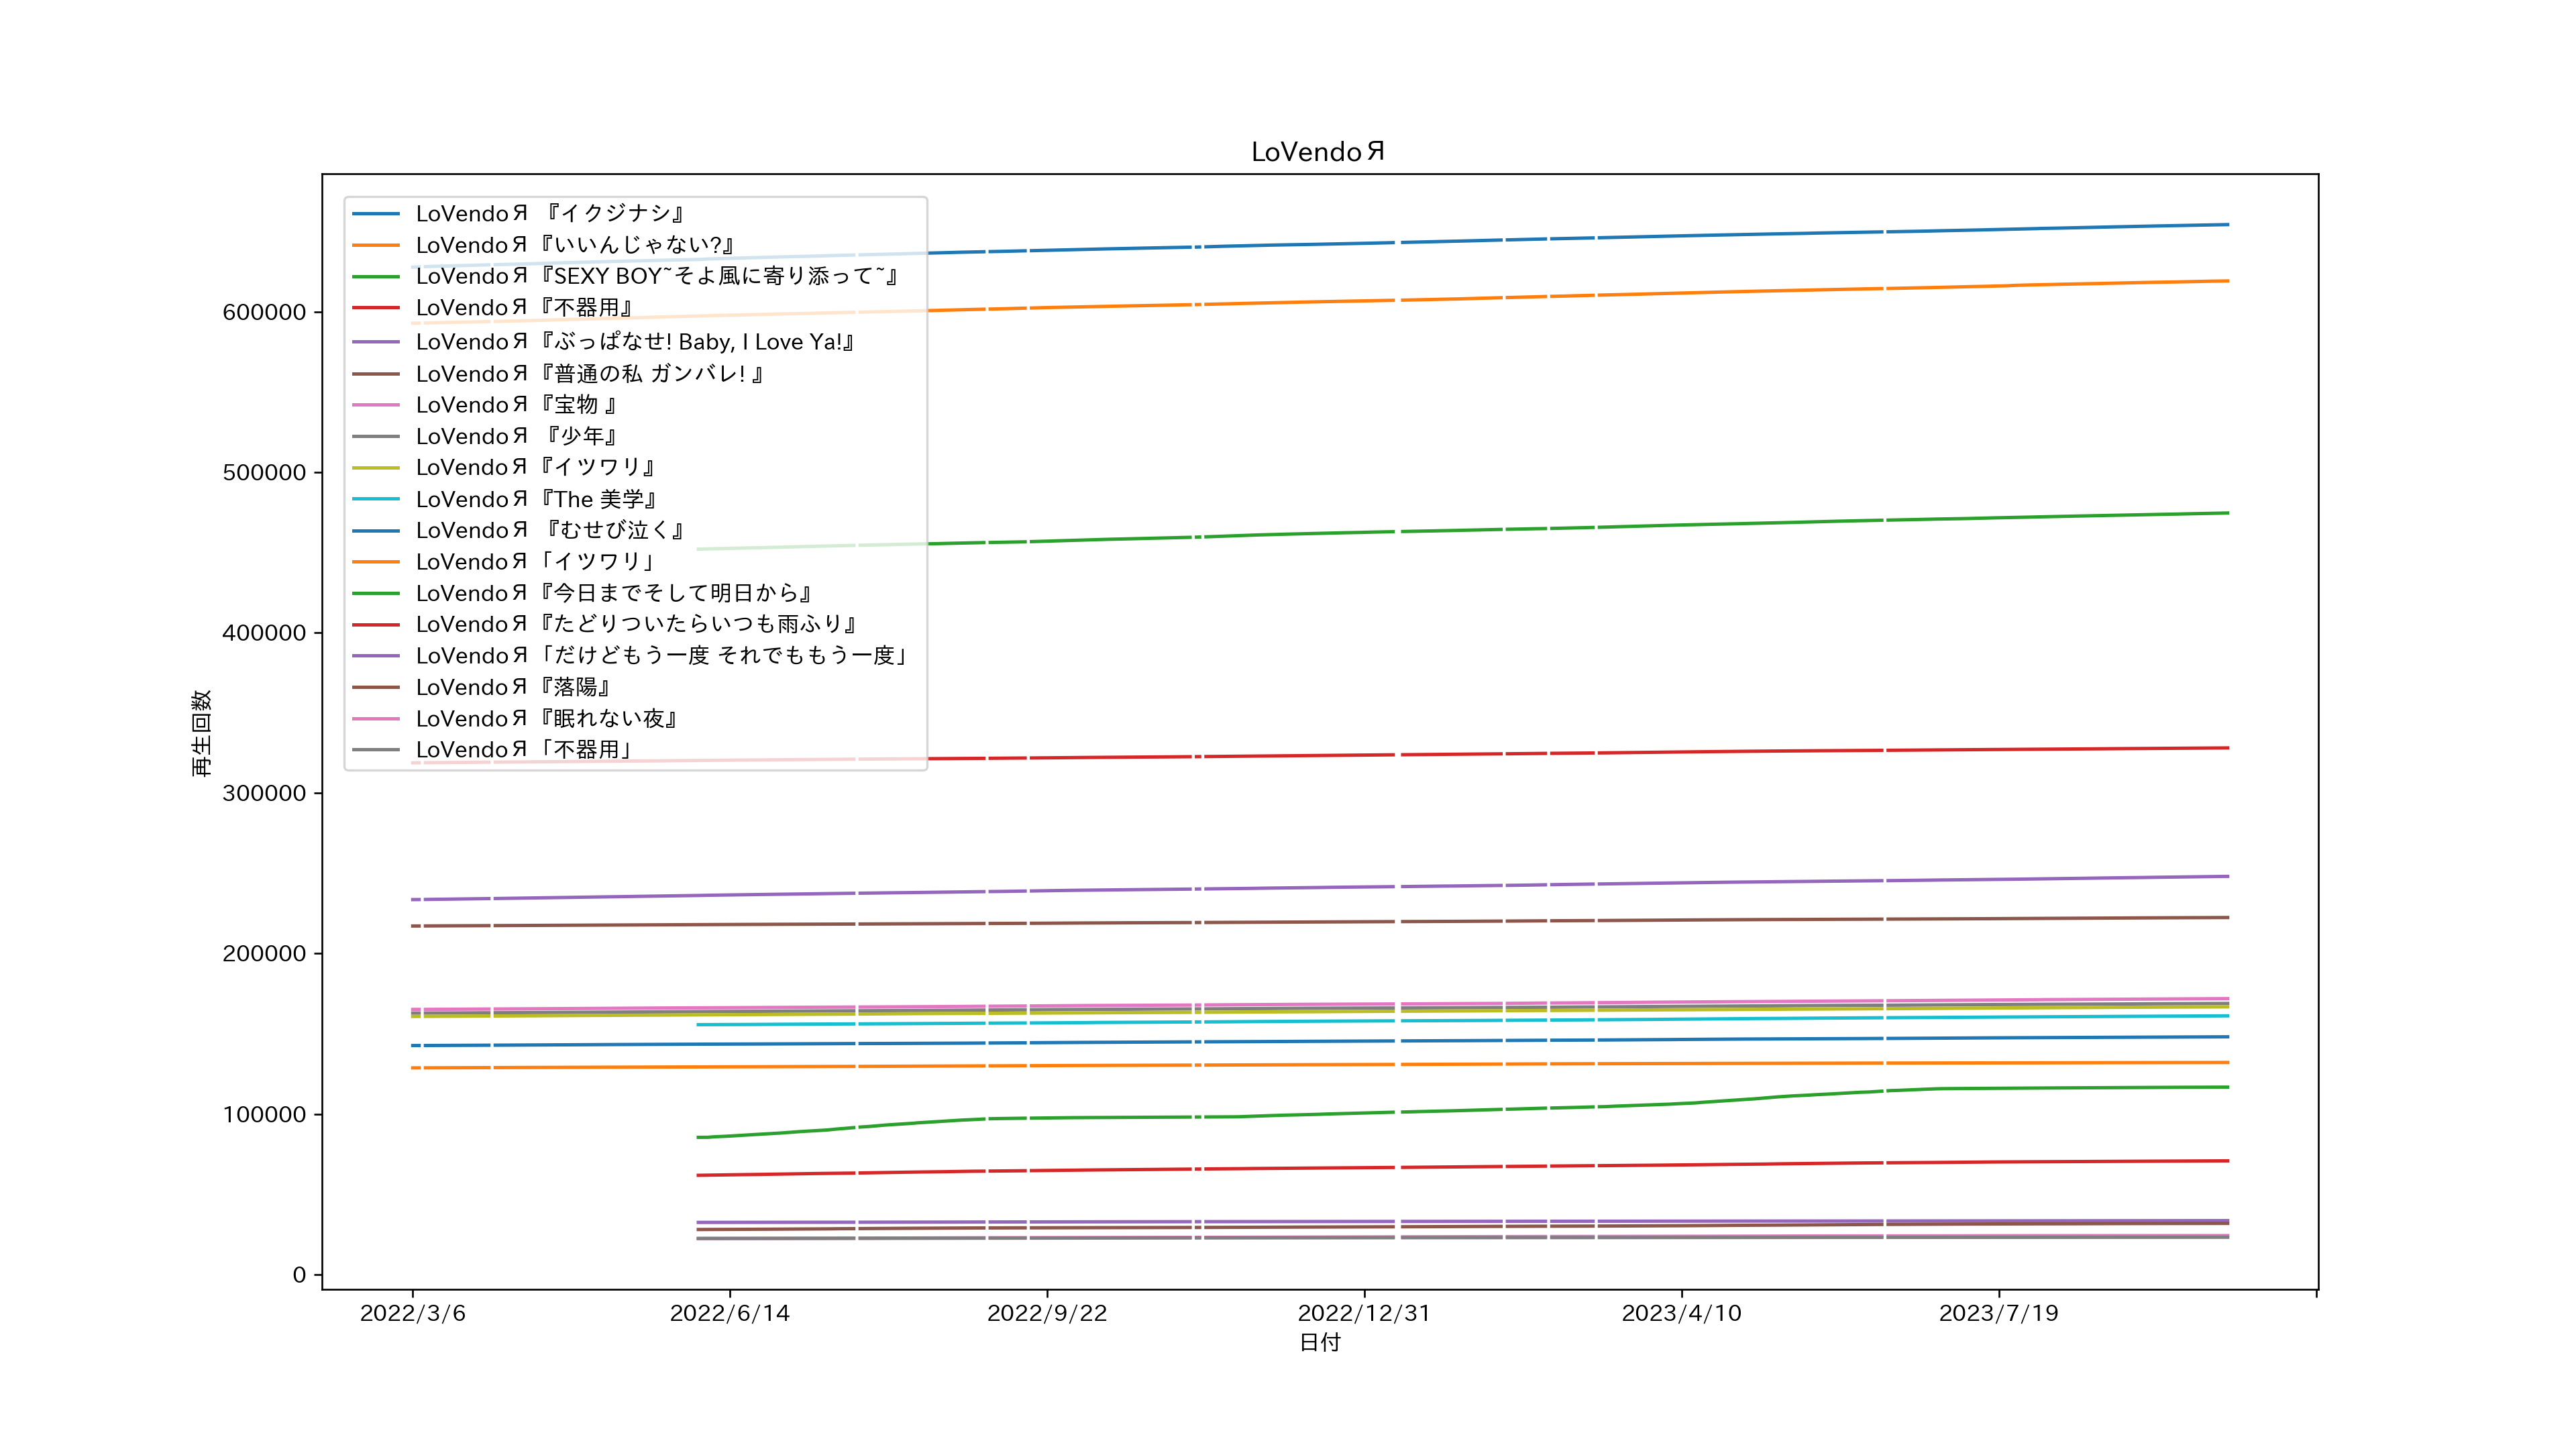 LoVendoЯ
LoVendoЯ 『イクジナシ』
LoVendoЯ『いいんじゃない?』
LoVendoЯ『SEXY BOY~そよ風に寄り添って~』
LoVendoЯ『不器用』
LoVendoЯ『ぶっぱなせ! Baby, I Love Ya!』
LoVendoЯ『普通の私 ガンバレ! 』
LoVendoЯ『宝物 』
LoVendoЯ 『少年』
LoVendoЯ『イツワリ』
LoVendoЯ『The 美学』
LoVendoЯ 『むせび泣く』
LoVendoЯ「イツワリ」
LoVendoЯ『今日までそして明日から』
LoVendoЯ『たどりついたらいつも雨ふり』
LoVendoЯ「だけどもう一度 それでももう一度」
LoVendoЯ『落陽』
LoVendoЯ『眠れない夜』
LoVendoЯ「不器用」
再生回数
600000
500000
400000
300000
200000
100000
0
2022/3/6
2022/6/14
2022/9/22
2022/12/31
2023/4/10
2023/7/19
日付